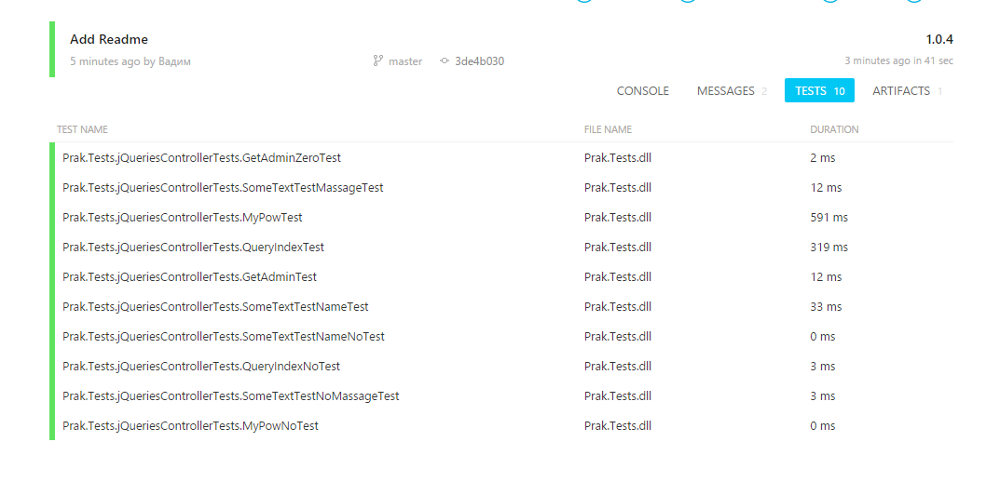 Add Readme 1.0.4
5 minutes ago by Вадим master 3de4b030 3 minutes ago in 41 sec
CONSOLE MESSAGES 2 TESTS 10 ARTIFACTS 1
TEST NAME FILE NAME DURATION
Prak.Tests.jQueriesControllerTests.GetAdminZeroTest Prak.Tests.dll 2 ms
Prak.Tests.jQueriesControllerTests.SomeTextTestMassageTest Prak.Tests.dll 12 ms
Prak.Tests.jQueriesControllerTests.MyPowTest Prak.Tests.dll 591 ms
Prak.Tests.jQueriesControllerTests.QueryIndexTest Prak.Tests.dll 319 ms
Prak.Tests.jQueriesControllerTests.GetAdminTest Prak.Tests.dll 12 ms
Prak.Tests.jQueriesControllerTests.SomeTextTestNameTest Prak.Tests.dll 33 ms
Prak.Tests.jQueriesControllerTests.SomeTextTestNameNoTest Prak.Tests.dll 0 ms
Prak.Tests.jQueriesControllerTests.QueryIndexNoTest Prak.Tests.dll 3 ms
Prak.Tests.jQueriesControllerTests.SomeTextTestNoMassageTest Prak.Tests.dll 3 ms
Prak.Tests.jQueriesControllerTests.MyPowNoTest Prak.Tests.dll 0 ms